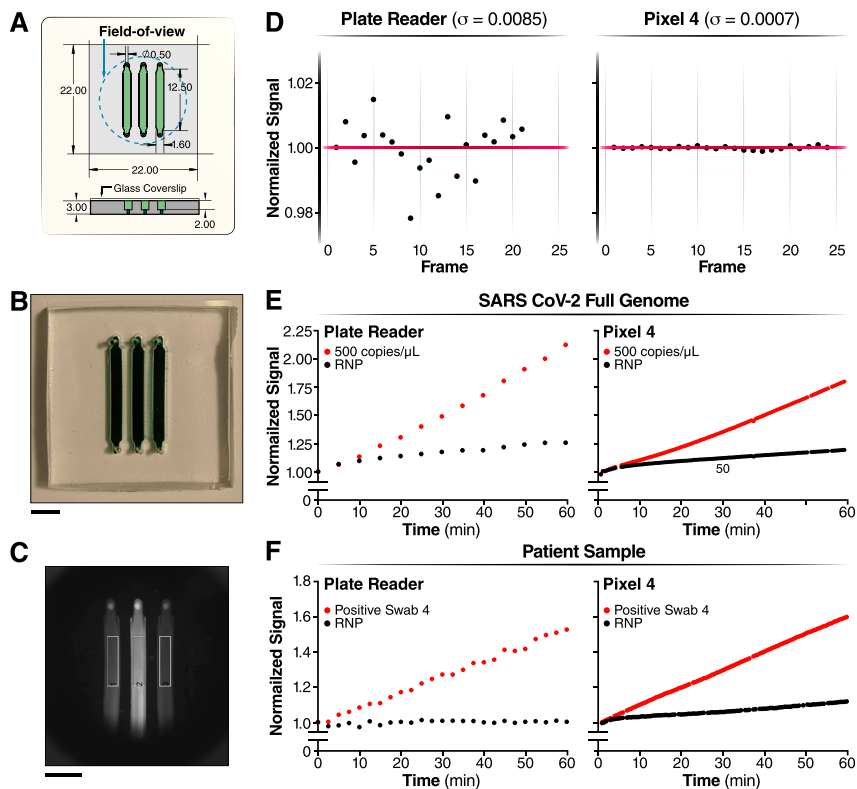 A
Field-of-view
Ø0.50
22.00
12.50
1.60
22.00
Glass Coverslip
3.00
2.00
B
C
2
D
Plate Reader (σ = 0.0085)
Pixel 4 (σ = 0.0007)
Normailzed Signal
1.02
1.00
0.98
0 5 10 15 20 25
Frame
0 5 10 15 20 25
Frame
E
SARS CoV-2 Full Genome
Normailzed Signal
2.25
2.00
1.75
1.50
1.25
1.00
0
Plate Reader
500 copies/µL
RNP
0 10 20 30 40 50 60
Time (min)
Pixel 4
500 copies/µL
RNP
50
0 10 20 30 40 50 60
Time (min)
F
Patient Sample
Normailzed Signal
1.8
1.6
1.4
1.2
1.0
0
Plate Reader
Positive Swab 4
RNP
0 10 20 30 40 50 60
Time (min)
Pixel 4
Positive Swab 4
RNP
0 10 20 30 40 50 60
Time (min)